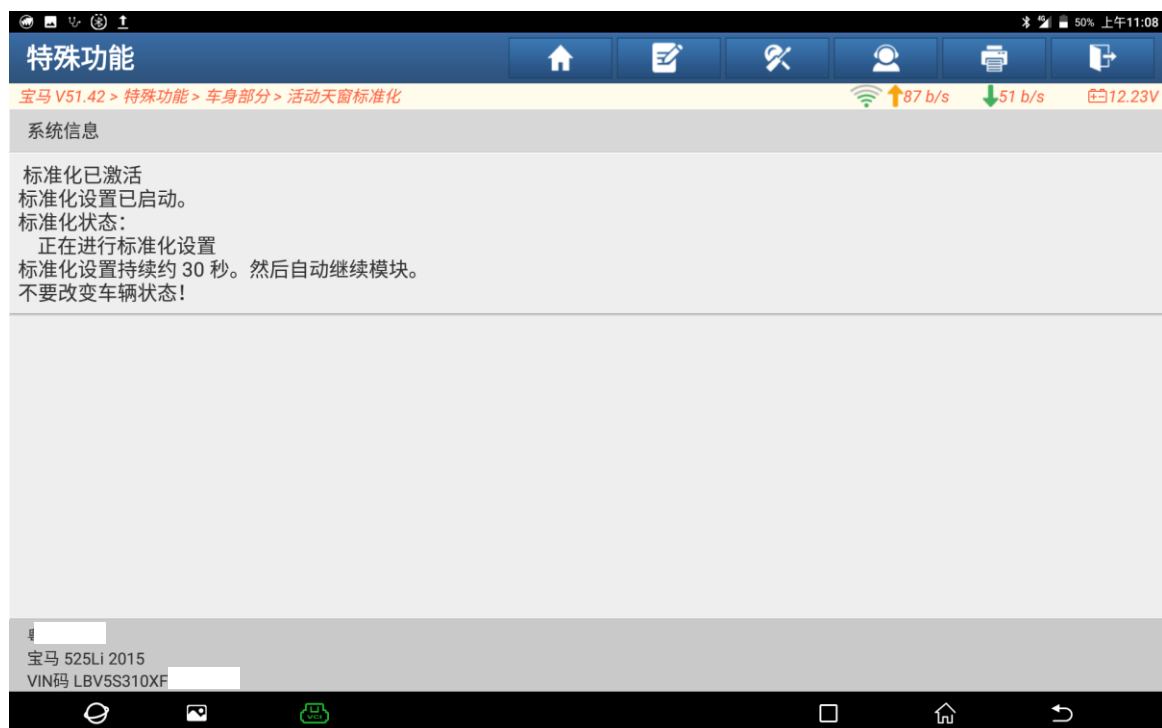 50% 上午11:08
特殊功能
宝马 V51.42 > 特殊功能 > 车身部分 > 活动天窗标准化 87 b/s 51 b/s 12.23V
系统信息
标准化已激活
标准化设置已启动。
标准化状态：
正在进行标准化设置
标准化设置持续约 30 秒。然后自动继续模块。
不要改变车辆状态！
宝马 525Li 2015
VIN码 LBV5S310XF
VCI